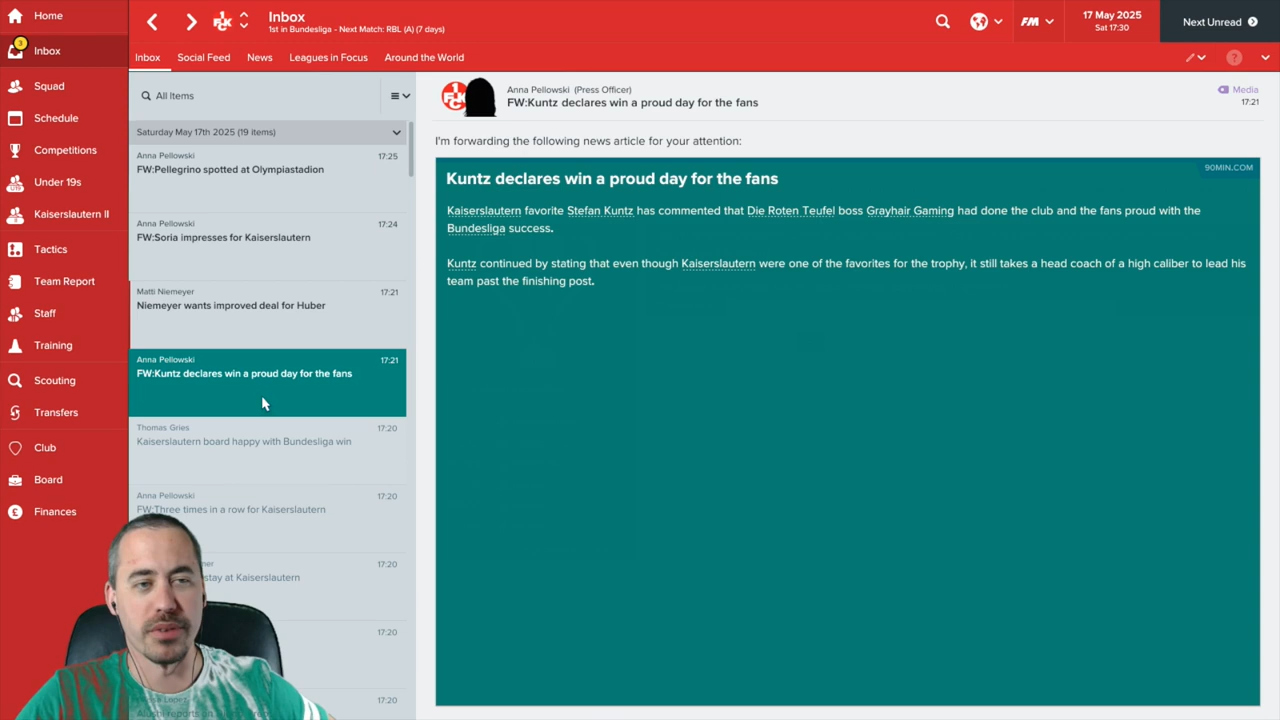 Home
3
Inbox
Squad
Schedule
Competitions
Under 19s
Kaiserslautern II
Tactics
Team Report
Staff
Training
Scouting
Transfers
Club
Board
Finances
Inbox
1st in Bundesliga - Next Match: RBL (A) (7 days)
FM
17 May 2025
Sat 17:30
Next Unread
Inbox
Social Feed
News
Leagues in Focus
Around the World
All Items
Saturday May 17th 2025 (19 items)
Anna Pellowski 17:25
FW:Pellegrino spotted at Olympiastadion
Anna Pellowski 17:24
FW:Soria impresses for Kaiserslautern
Matti Niemeyer 17:21
Niemeyer wants improved deal for Huber
Anna Pellowski 17:21
FW:Kuntz declares win a proud day for the fans
Thomas Gries 17:20
Kaiserslautern board happy with Bundesliga win
Anna Pellowski 17:20
FW:Three times in a row for Kaiserslautern
17:20
stay at Kaiserslautern
17:20
Lopez 17:20
reports on
Anna Pellowski (Press Officer)
FW:Kuntz declares win a proud day for the fans
Media
17:21
I'm forwarding the following news article for your attention:
90MIN.COM
Kuntz declares win a proud day for the fans
Kaiserslautern favorite Stefan Kuntz has commented that Die Roten Teufel boss Grayhair Gaming had done the club and the fans proud with the
Bundesliga success.
Kuntz continued by stating that even though Kaiserslautern were one of the favorites for the trophy, it still takes a head coach of a high caliber to lead his
team past the finishing post.